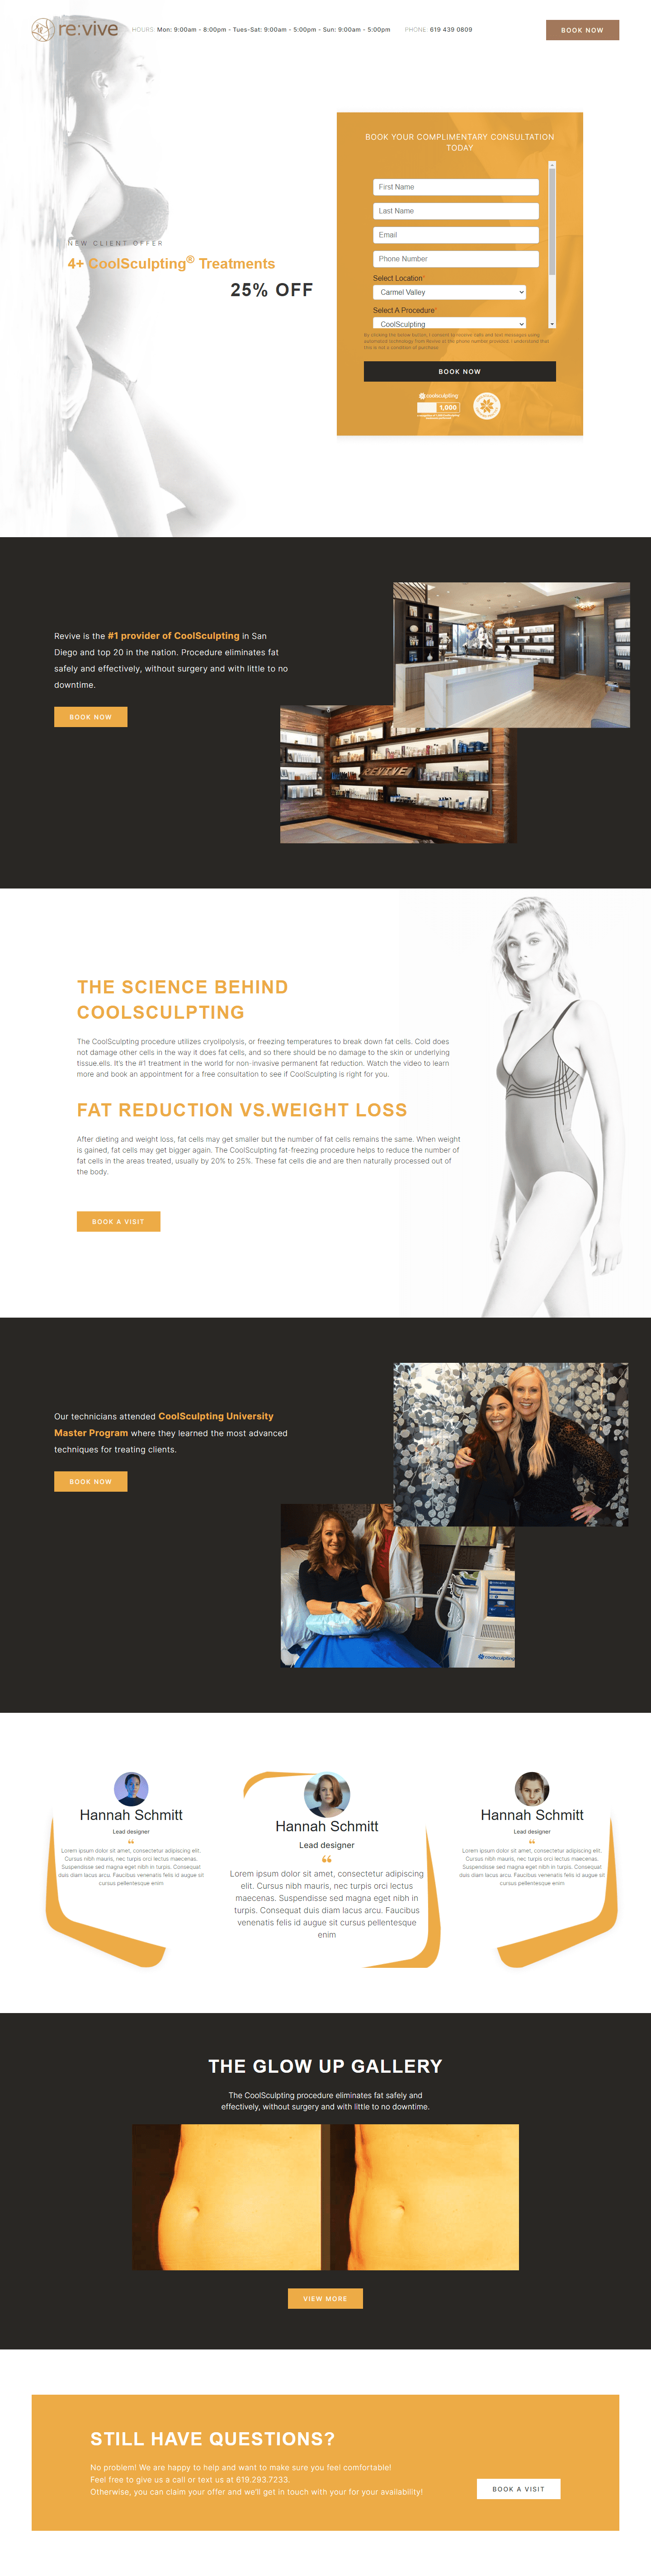 re:vive
HOURS: Mon: 9:00am - 8:00pm - Tues-Sat: 9:00am - 5:00pm - Sun: 9:00am - 5:00pm
PHONE: 619 439 0809
BOOK NOW
NEW CLIENT OFFER
4+ CoolSculpting® Treatments
25% OFF
BOOK YOUR COMPLIMENTARY CONSULTATION
TODAY
First Name
Last Name
Email
Phone Number
Select Location*
Carmel Valley
Select A Procedure*
CoolSculpting
By clicking the below button, I consent to receive calls and text messages using
automated technology from Revive at the phone number provided. I understand that
this is not a condition of purchase.
BOOK NOW
coolsculpting
1,000
Revive is the #1 provider of CoolSculpting in San
Diego and top 20 in the nation. Procedure eliminates fat
safely and effectively, without surgery and with little to no
downtime.
BOOK NOW
REVIVE
THE SCIENCE BEHIND
COOLSCULPTING
The CoolSculpting procedure utilizes cryolipolysis, or freezing temperatures to break down fat cells. Cold does
not damage other cells in the way it does fat cells, and so there should be no damage to the skin or underlying
tissue.ells. It's the #1 treatment in the world for non-invasive permanent fat reduction. Watch the video to learn
more and book an appointment for a free consultation to see if CoolSculpting is right for you.
FAT REDUCTION VS.WEIGHT LOSS
After dieting and weight loss, fat cells may get smaller but the number of fat cells remains the same. When weight
is gained, fat cells may get bigger again. The CoolSculpting fat-freezing procedure helps to reduce the number of
fat cells in the areas treated, usually by 20% to 25%. These fat cells die and are then naturally processed out of
the body.
BOOK A VISIT
Our technicians attended CoolSculpting University
Master Program where they learned the most advanced
techniques for treating clients.
BOOK NOW
coolsculpting
Hannah Schmitt
Lead designer
“
Lorem ipsum dolor sit amet, consectetur adipiscing elit.
Cursus nibh mauris, nec turpis orci lectus maecenas.
Suspendisse sed magna eget nibh in turpis. Consequat
duis diam lacus arcu. Faucibus venenatis felis id augue sit
cursus pellentesque enim
Hannah Schmitt
Lead designer
“
Lorem ipsum dolor sit amet, consectetur adipiscing
elit. Cursus nibh mauris, nec turpis orci lectus
maecenas. Suspendisse sed magna eget nibh in
turpis. Consequat duis diam lacus arcu. Faucibus
venenatis felis id augue sit cursus pellentesque
enim
Hannah Schmitt
Lead designer
“
Lorem ipsum dolor sit amet, consectetur adipiscing elit.
Cursus nibh mauris, nec turpis orci lectus maecenas.
Suspendisse sed magna eget nibh in turpis. Consequat
duis diam lacus arcu. Faucibus venenatis felis id augue sit
cursus pellentesque enim
THE GLOW UP GALLERY
The CoolSculpting procedure eliminates fat safely and
effectively, without surgery and with little to no downtime.
VIEW MORE
STILL HAVE QUESTIONS?
No problem! We are happy to help and want to make sure you feel comfortable!
Feel free to give us a call or text us at 619.293.7233.
Otherwise, you can claim your offer and we'll get in touch with your for your availability!
BOOK A VISIT